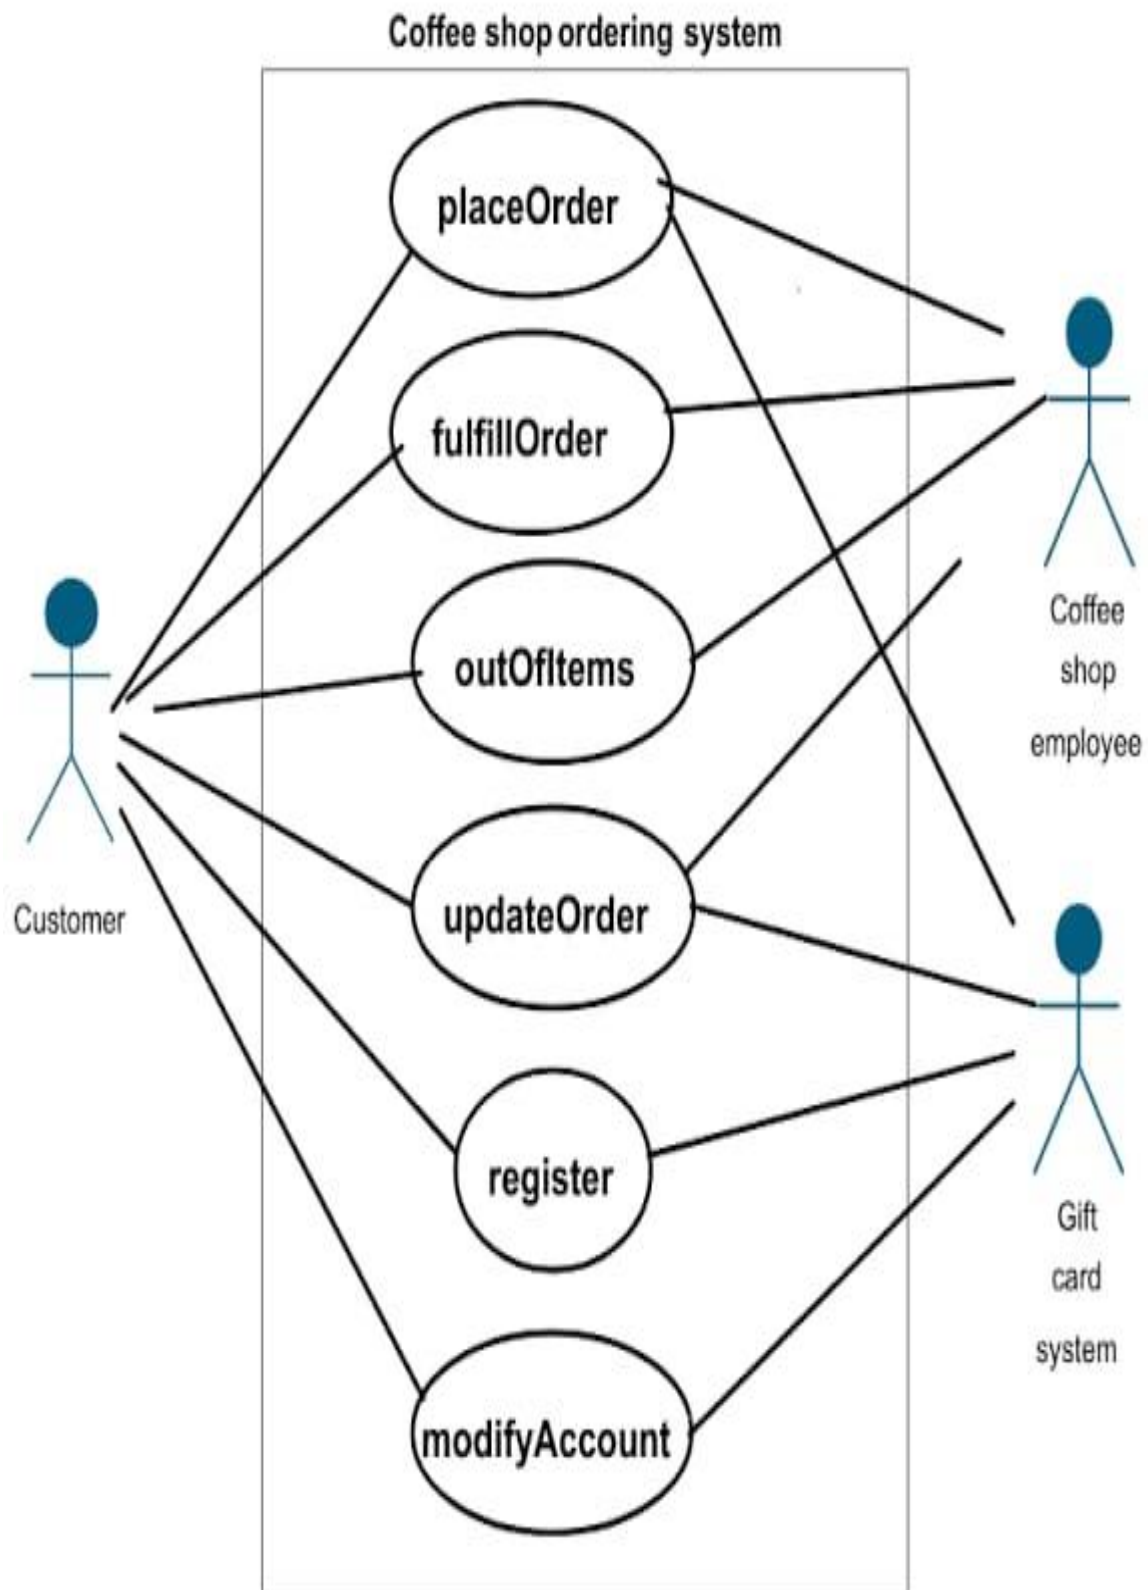 Coffee shop ordering system
placeOrder
fulfillOrder
outOfItems
updateOrder
register
modifyAccount
Customer
Coffee
shop
employee
Gift
card
system